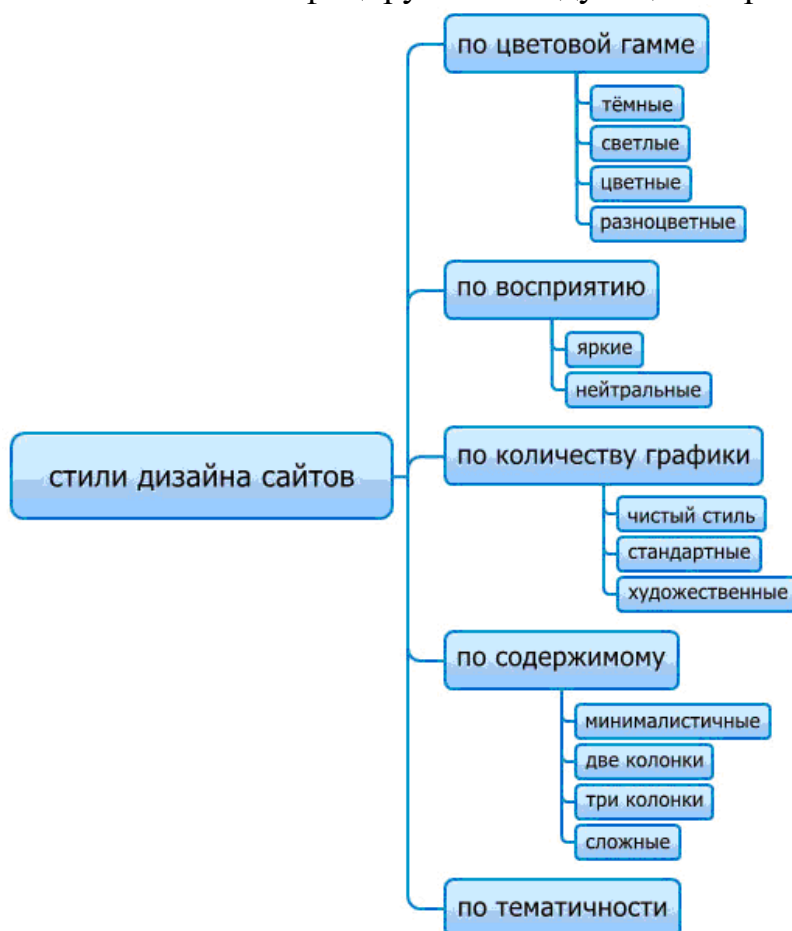 по цветовой гамме
тёмные
светлые
цветные
разноцветные
по восприятию
яркие
нейтральные
стили дизайна сайтов
по количеству графики
чистый стиль
стандартные
художественные
по содержимому
минималистичные
две колонки
три колонки
сложные
по тематичности